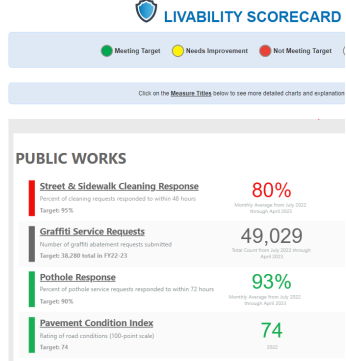 LIVABILITY SCORECARD
Meeting Target
Needs Improvement
Not Meeting Target
Click on the Measure Titles below to see more detailed charts and explanation
PUBLIC WORKS
Street & Sidewalk Cleaning Response
Percent of cleaning requests responded to within 48 hours
Target: 95%
80%
Monthly Average from July 2022
through April 2023
Graffiti Service Requests
Number of graffiti abatement requests submitted
Target: 38,280 total in FY22-23
49,029
Total Count from July 2022 through
April 2023
Pothole Response
Percent of pothole service requests responded to within 72 hours
Target: 90%
93%
Monthly Average from July 2022
through April 2023
Pavement Condition Index
Rating of road conditions (100-point scale)
Target: 74
74
2022